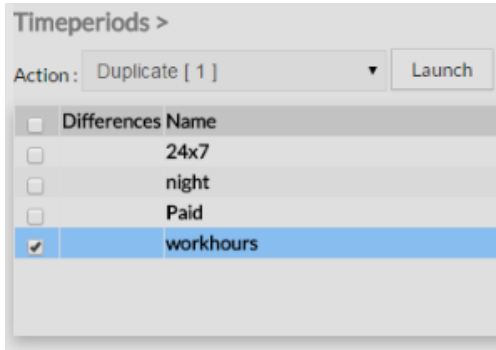 Timeperiods >
Action : Duplicate [ 1 ] Launch
Differences Name
24x7
night
Paid
workhours